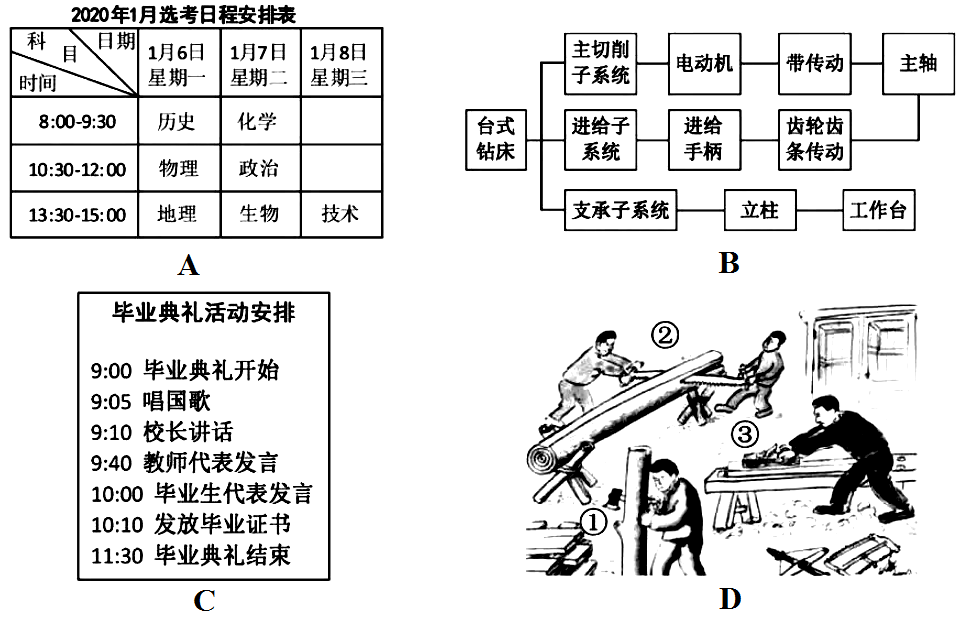 2020年1月选考日程安排表
科目 日期 时间
1月6日 星期一
1月7日 星期二
1月8日 星期三
8:00-9:30 历史 化学
10:30-12:00 物理 政治
13:30-15:00 地理 生物 技术
A
台式钻床
主切削子系统 电动机 带传动 主轴
进给子系统 进给手柄 齿轮齿条传动
支承子系统 立柱 工作台
B
毕业典礼活动安排
9:00 毕业典礼开始
9:05 唱国歌
9:10 校长讲话
9:40 教师代表发言
10:00 毕业生代表发言
10:10 发放毕业证书
11:30 毕业典礼结束
C
②
③
①
D